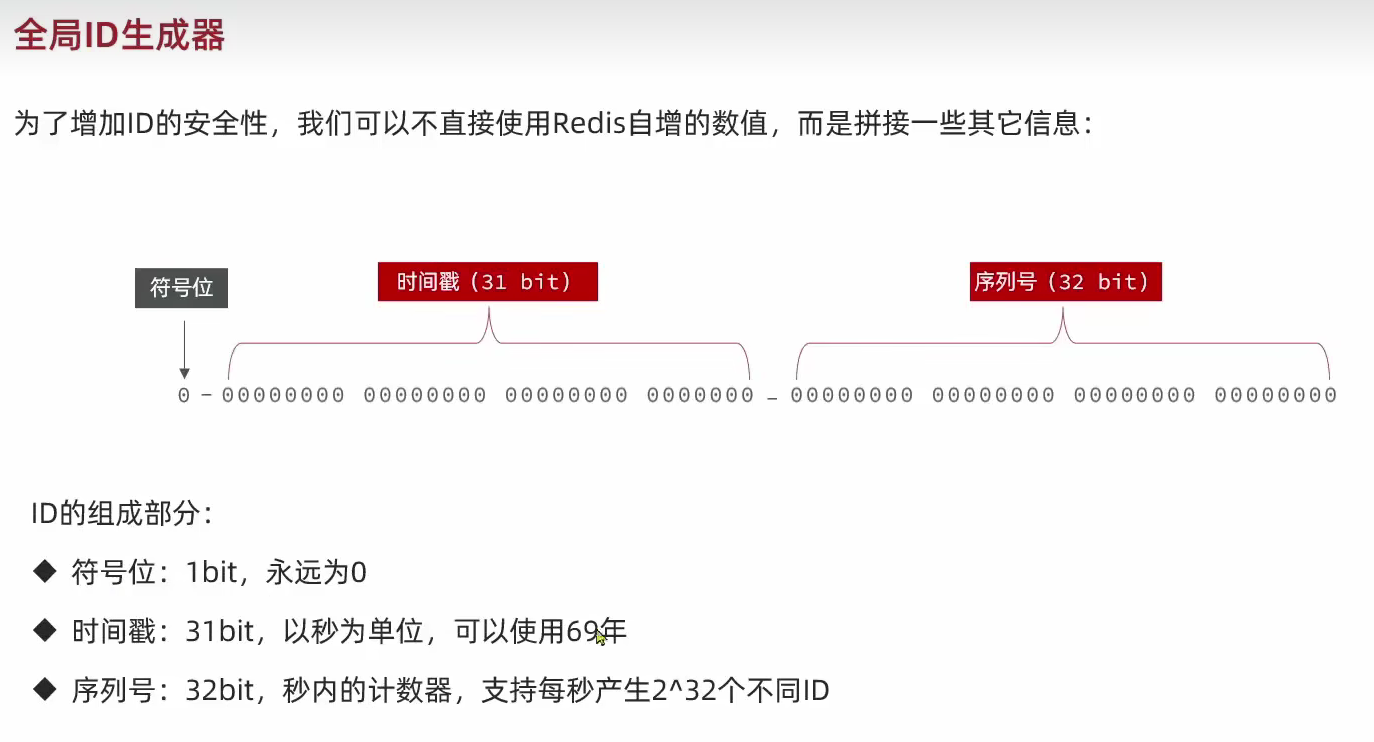 全局ID生成器
为了增加ID的安全性，我们可以不直接使用Redis自增的数值，而是拼接一些其它信息：
符号位
时间戳（31 bit）
序列号（32 bit）
0-00000000 00000000 00000000 0000000-00000000 00000000 00000000 00000000
ID的组成部分：
◆ 符号位：1bit，永远为0
◆ 时间戳：31bit，以秒为单位，可以使用69年
◆ 序列号：32bit，秒内的计数器，支持每秒产生2^32个不同ID